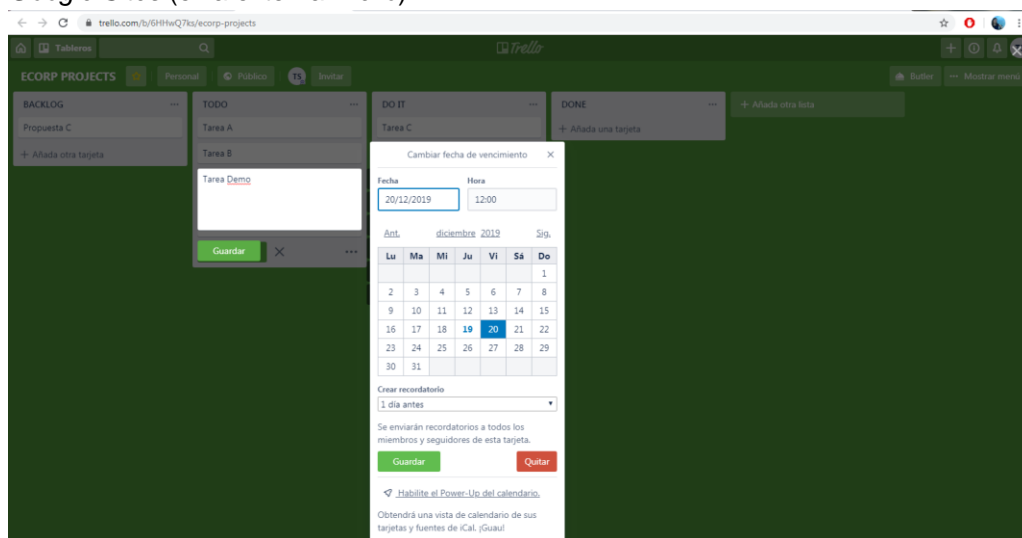 trello.com/b/6HHwQ7ks/ecorp-projects
Tableros
Trello
ECORP PROJECTS
Personal
Público
TS
Invitar
Butler
Mostrar menú
BACKLOG
TODO
DO IT
DONE
+ Añada otra lista
Propuesta C
Tarea A
Tarea C
+ Añada una tarjeta
+ Añada otra tarjeta
Tarea B
Tarea Demo
Guardar
Cambiar fecha de vencimiento
Fecha
Hora
20/12/2019
12:00
Ant.
diciembre 2019
Sig.
Lu Ma Mi Ju Vi Sá Do
1
2 3 4 5 6 7 8
9 10 11 12 13 14 15
16 17 18 19 20 21 22
23 24 25 26 27 28 29
30 31
Crear recordatorio
1 día antes
Se enviarán recordatorios a todos los
miembros y seguidores de esta tarjeta.
Guardar
Quitar
Habilite el Power-Up del calendario.
Obtendrá una vista de calendario de sus
tarjetas y fuentes de iCal. ¡Guau!